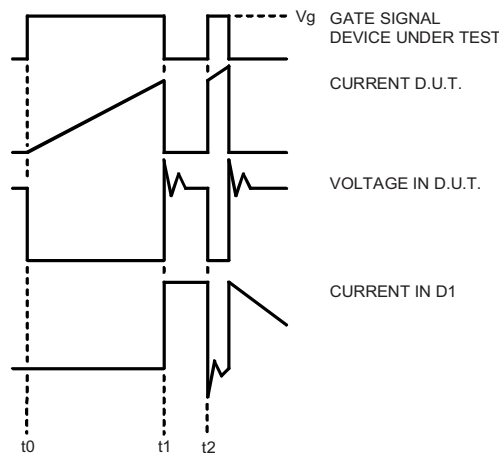 Vg GATE SIGNAL
DEVICE UNDER TEST
CURRENT D.U.T.
VOLTAGE IN D.U.T.
CURRENT IN D1
t0 t1 t2